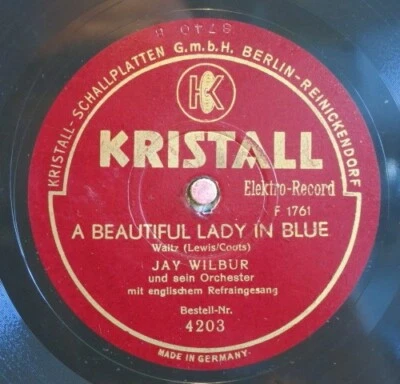 8740 H
KRISTALL-SCHALLPLATTEN G.m.b.H. BERLIN-REINICKENDORF
K
KRISTALL
Elektro-Record
F 1761
A BEAUTIFUL LADY IN BLUE
Waltz (Lewis/Coots)
JAY WILBUR
und sein Orchester
mit englischem Refraingesang
Bestell-Nr.
4203
MADE IN GERMANY